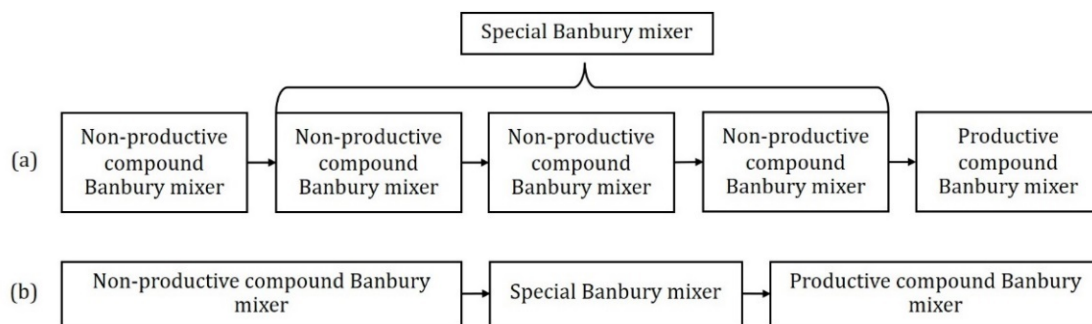 Special Banbury mixer
(a)
Non-productive
compound
Banbury mixer
Non-productive
compound
Banbury mixer
Non-productive
compound
Banbury mixer
Non-productive
compound
Banbury mixer
Productive
compound
Banbury mixer
(b)
Non-productive compound Banbury
mixer
Special Banbury mixer
Productive compound Banbury
mixer